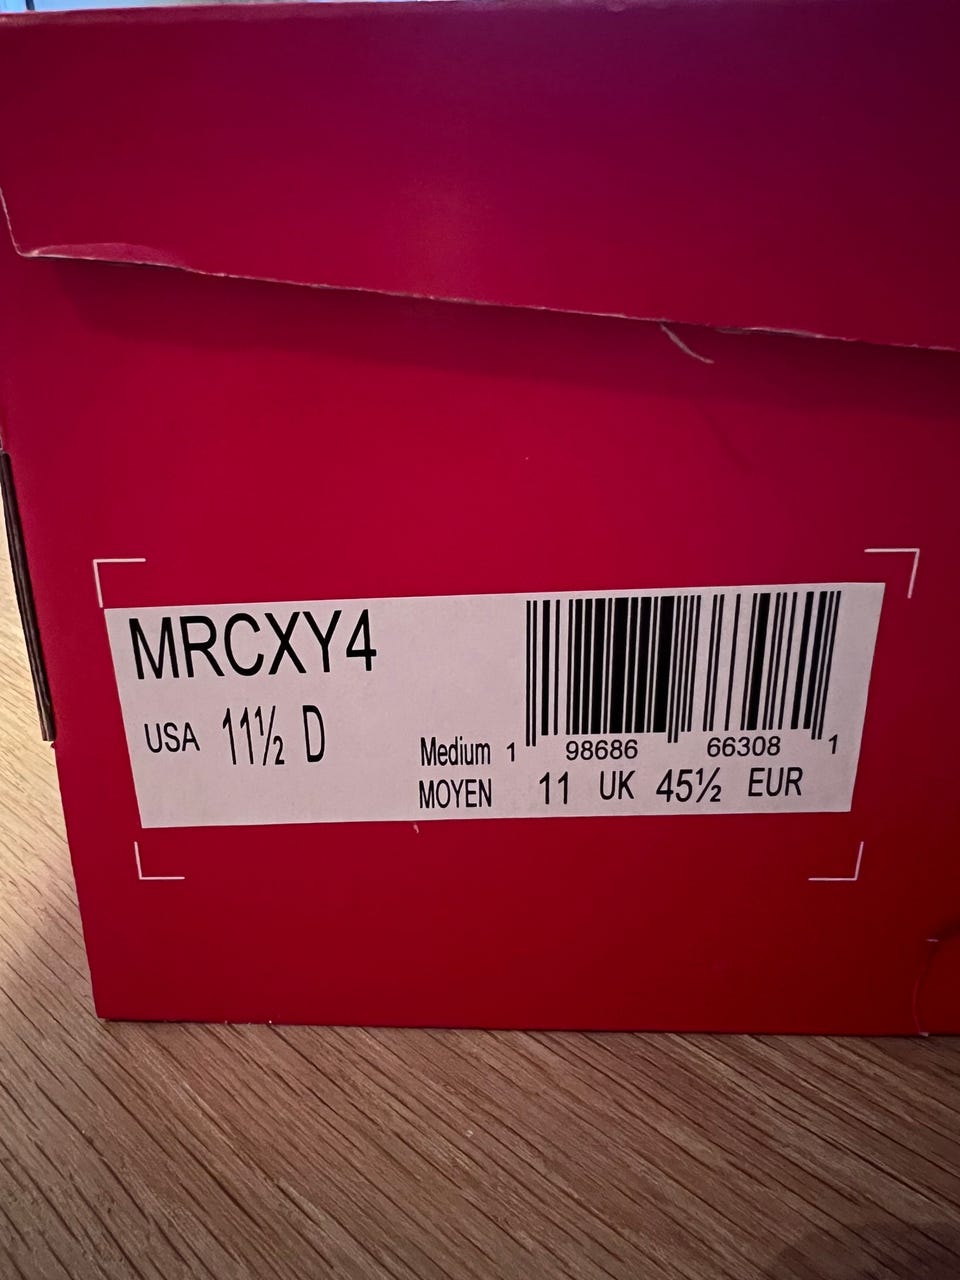 MRCXY4
USA 11½ D
Medium
MOYEN
1 98686 66308 1
11 UK 45½ EUR